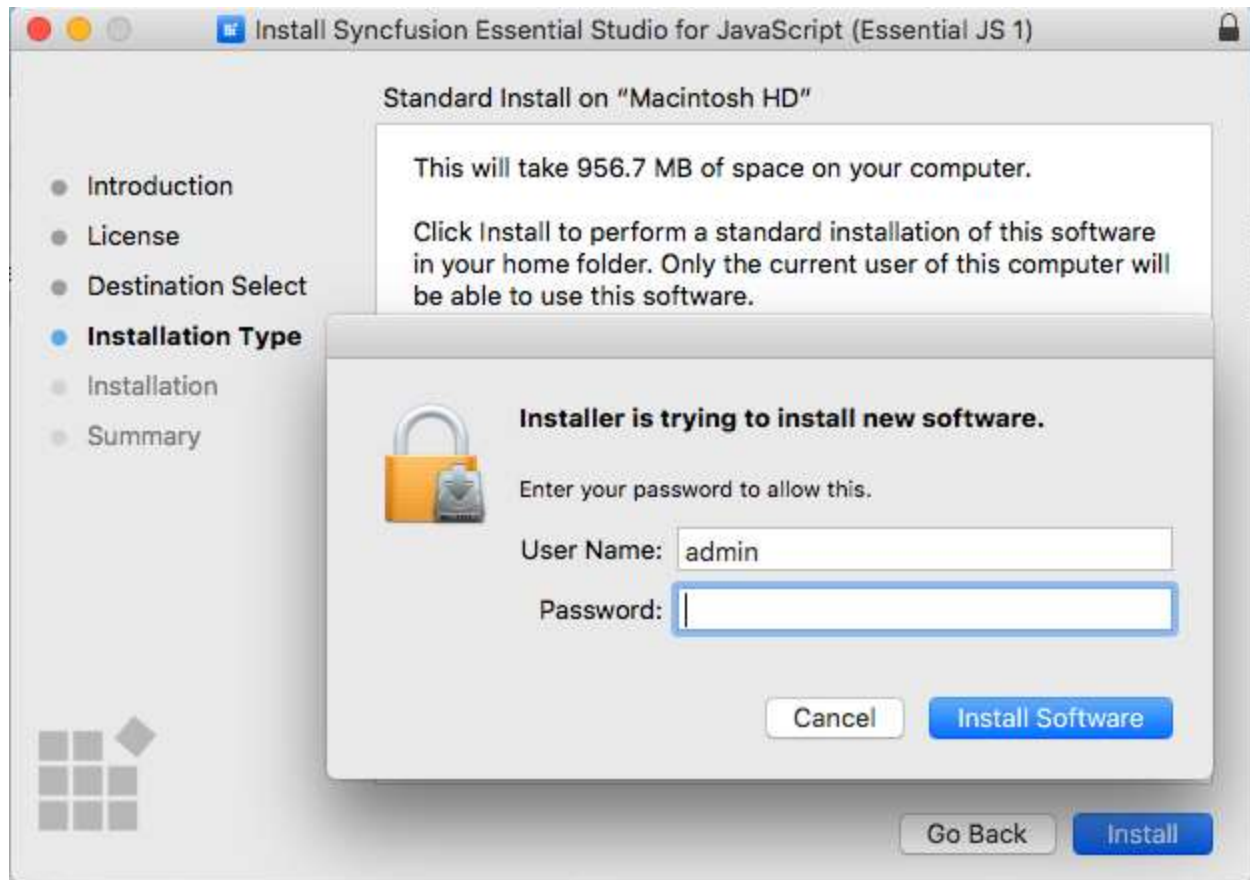 Install Syncfusion Essential Studio for JavaScript (Essential JS 1)
Standard Install on “Macintosh HD”
Introduction
License
Destination Select
Installation Type
Installation
Summary
This will take 956.7 MB of space on your computer.
Click Install to perform a standard installation of this software
in your home folder. Only the current user of this computer will
be able to use this software.
Installer is trying to install new software.
Enter your password to allow this.
User Name: admin
Password:
Cancel Install Software
Go Back Install